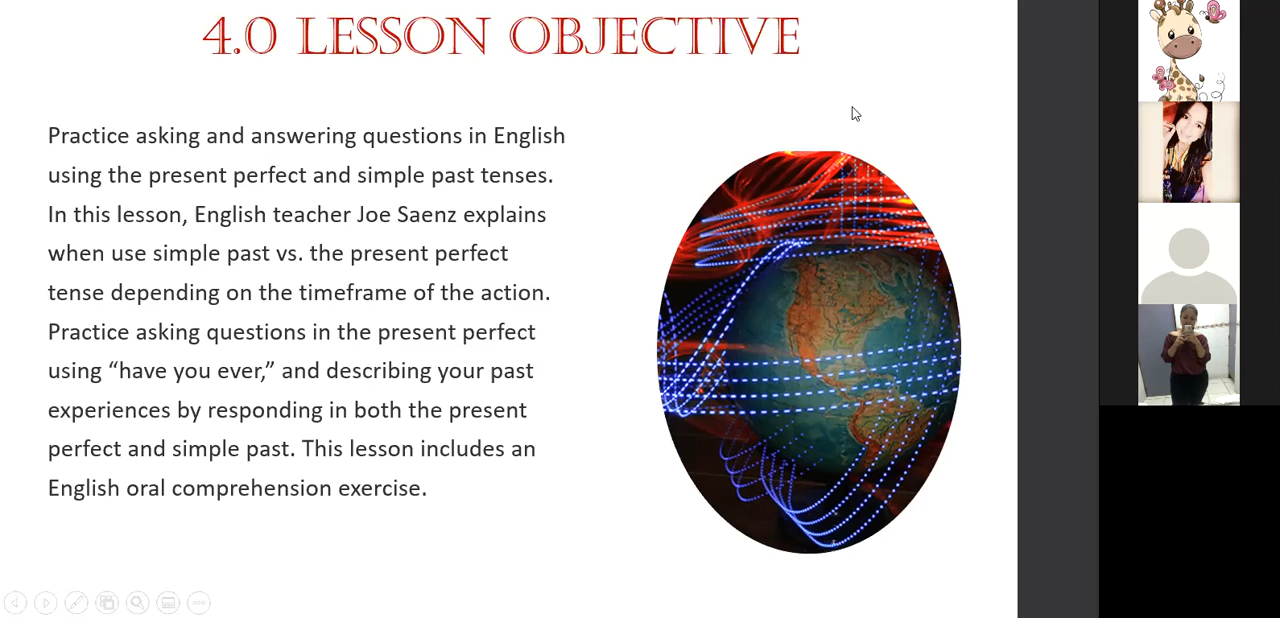 4.0 LESSON OBJECTIVE
Practice asking and answering questions in English
using the present perfect and simple past tenses.
In this lesson, English teacher Joe Saenz explains
when use simple past vs. the present perfect
tense depending on the timeframe of the action.
Practice asking questions in the present perfect
using “have you ever,” and describing your past
experiences by responding in both the present
perfect and simple past. This lesson includes an
English oral comprehension exercise.